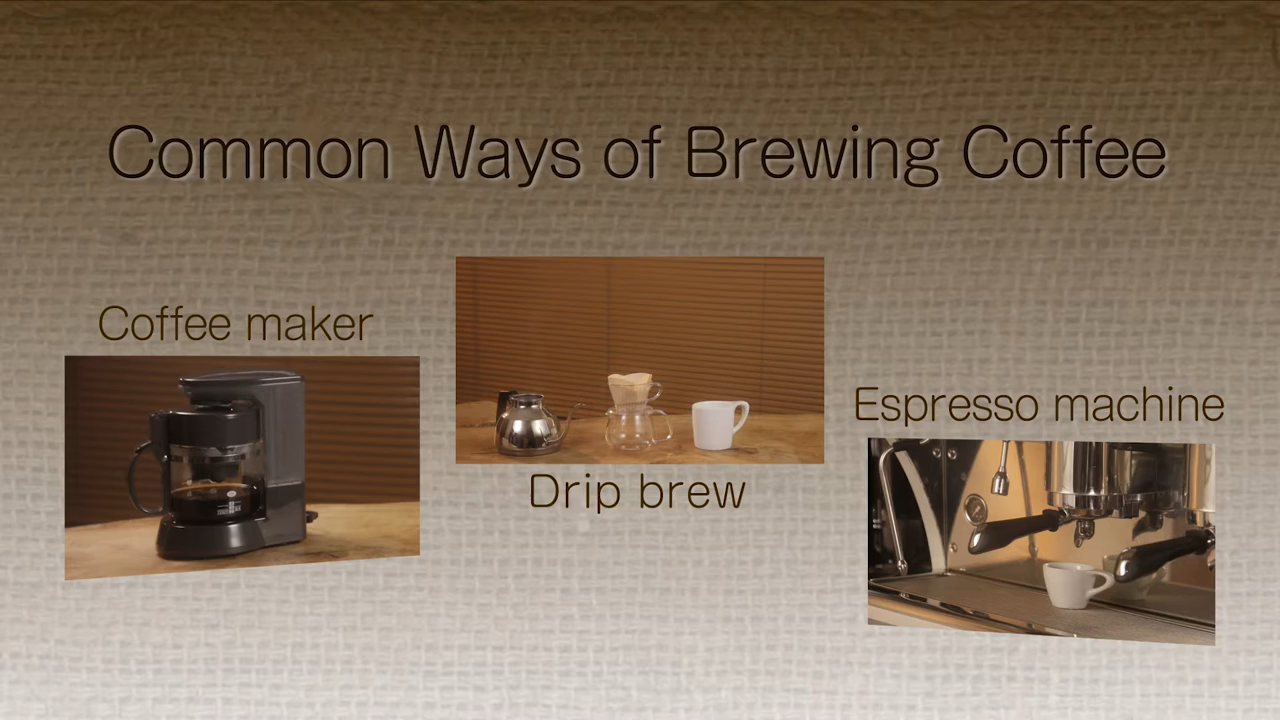 Common Ways of Brewing Coffee
Coffee maker
Drip brew
Espresso machine